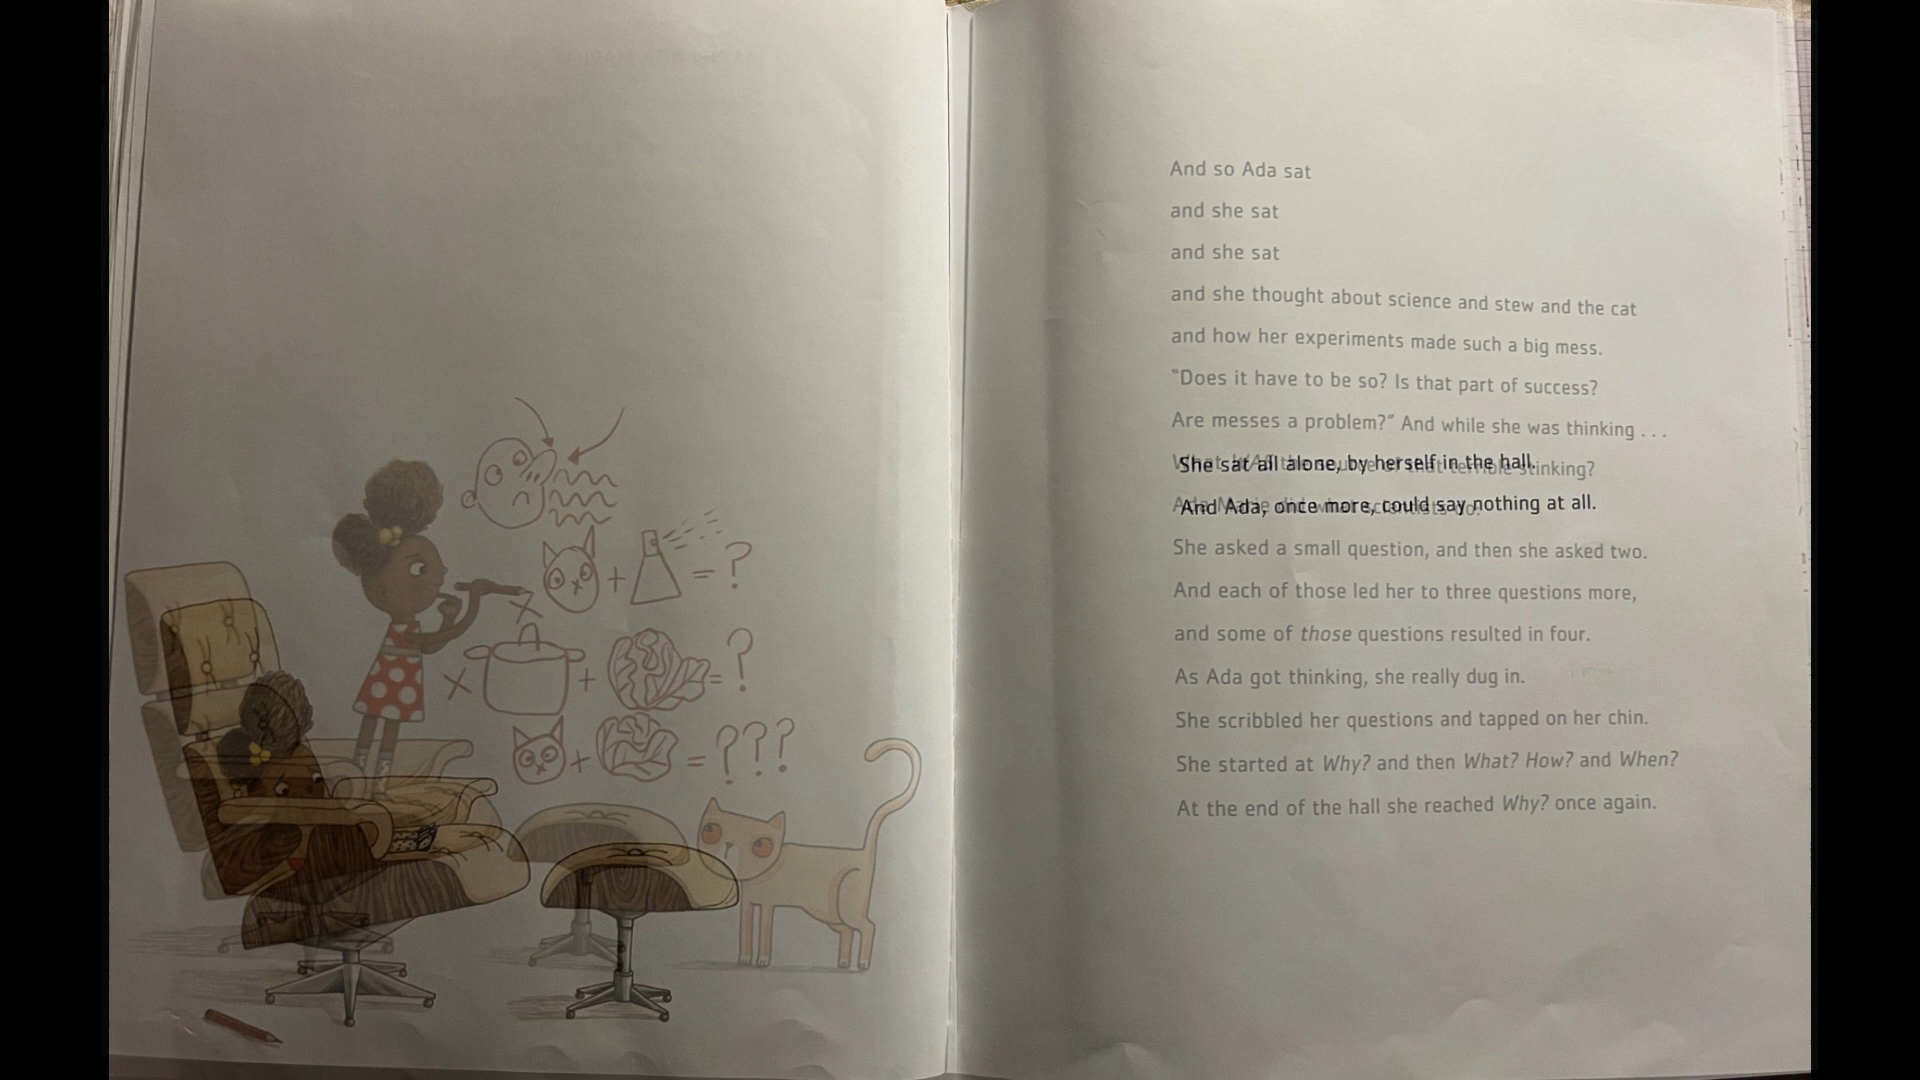 And so Ada sat
and she sat
and she sat
and she thought about science and stew and the cat
and how her experiments made such a big mess.
“Does it have to be so? Is that part of success?
Are messes a problem?” And while she was thinking . . .
She sat all alone, by herself in the hall.
stinking?
And Ada, once more, could say nothing at all.
She asked a small question, and then she asked two.
And each of those led her to three questions more,
and some of those questions resulted in four.
As Ada got thinking, she really dug in.
She scribbled her questions and tapped on her chin.
She started at Why? and then What? How? and When?
At the end of the hall she reached Why? once again.
+ = ?
+ = ?
+ = ???